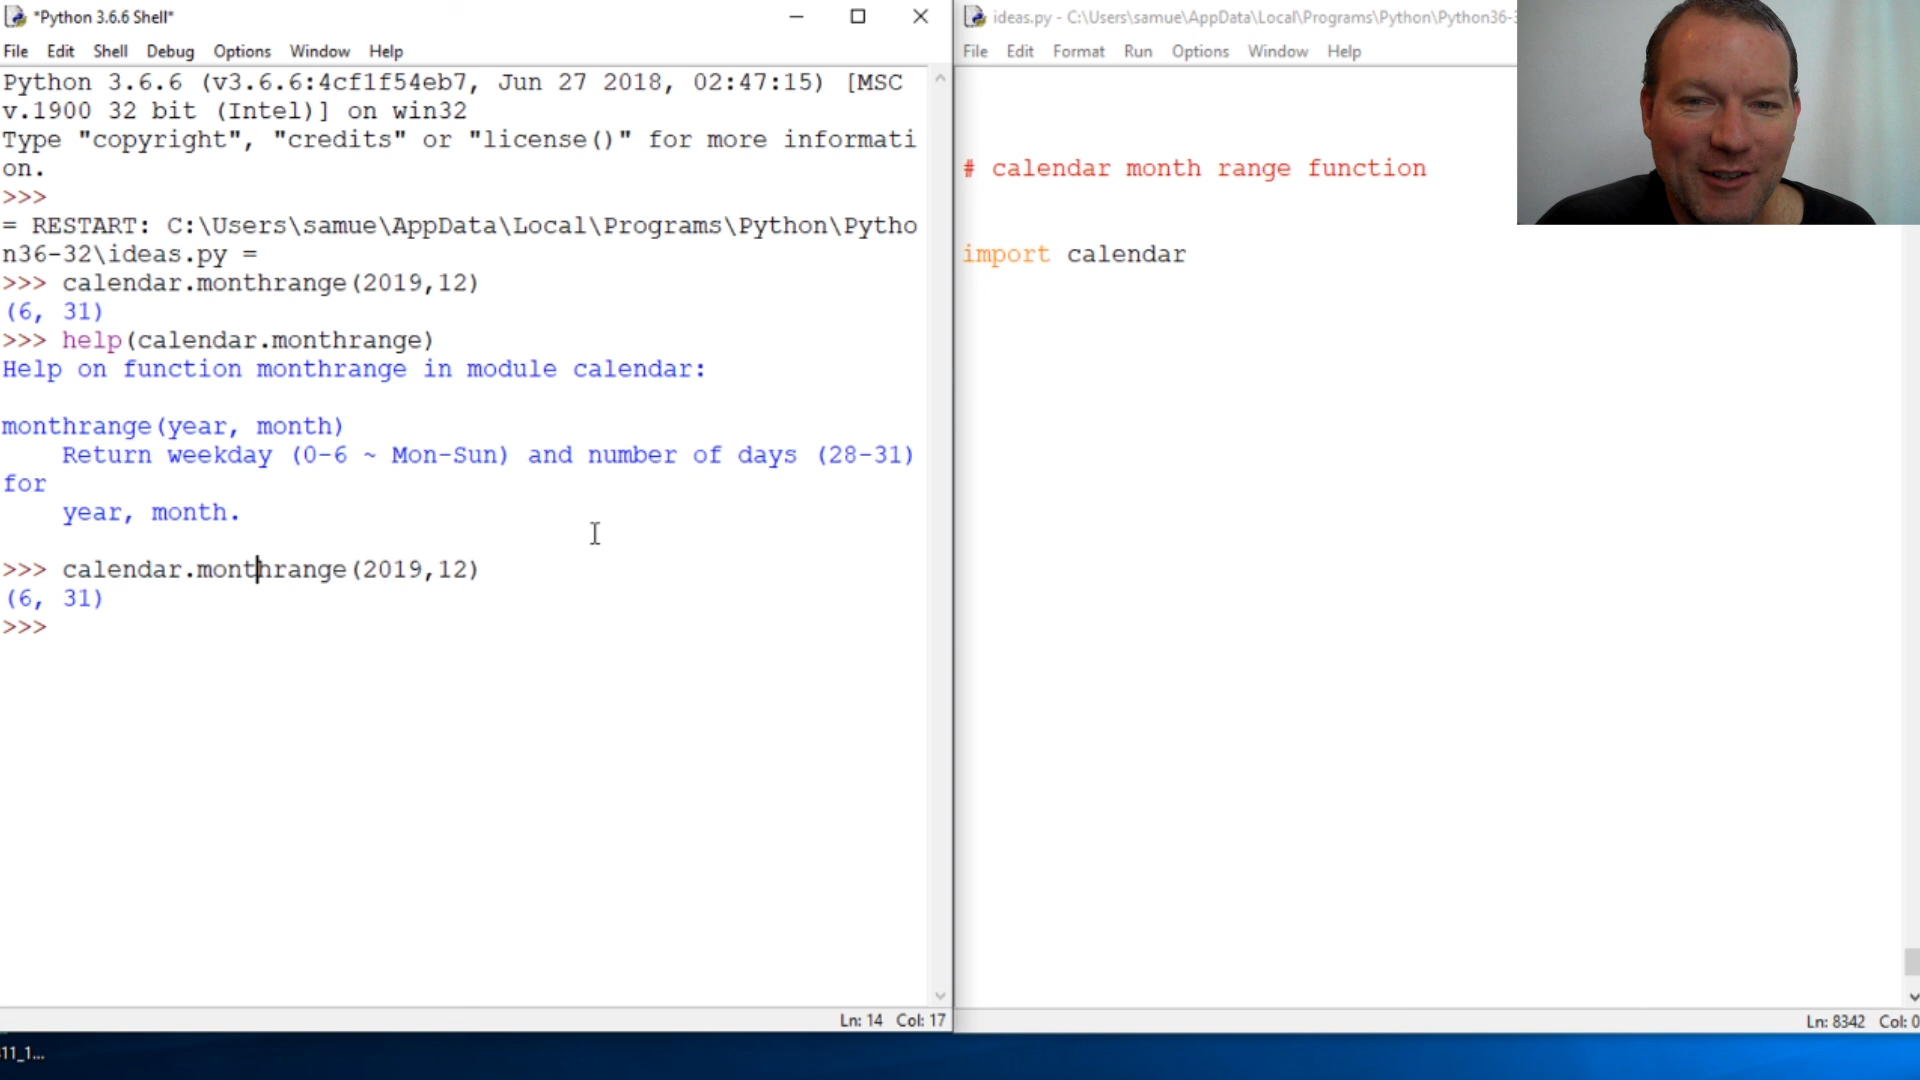 *Python 3.6.6 Shell*
File Edit Shell Debug Options Window Help
Python 3.6.6 (v3.6.6:4cf1f54eb7, Jun 27 2018, 02:47:15) [MSC
v.1900 32 bit (Intel)] on win32
Type "copyright", "credits" or "license()" for more informati
on.
>>>
= RESTART: C:\Users\samue\AppData\Local\Programs\Python\Pytho
n36-32\ideas.py =
>>> calendar.monthrange(2019,12)
(6, 31)
>>> help(calendar.monthrange)
Help on function monthrange in module calendar:
monthrange(year, month)
Return weekday (0-6 ~ Mon-Sun) and number of days (28-31)
for
year, month.
>>> calendar.monthrange(2019,12)
(6, 31)
>>>
Ln: 14 Col: 17
ideas.py - C:\Users\samue\AppData\Local\Programs\Python\Python36-3
File Edit Format Run Options Window Help
# calendar month range function
import calendar
Ln: 8342 Col: 0
11_1...